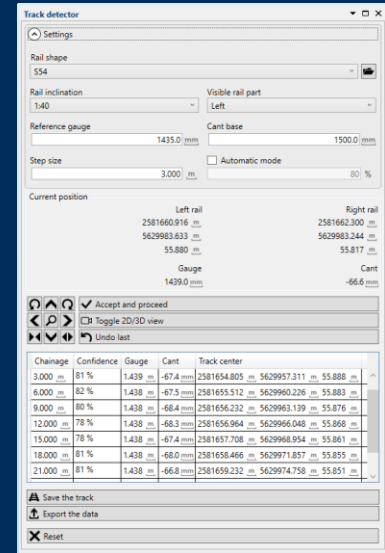 Track detector
Settings
Rail shape
S54
Rail inclination Visible rail part
1:40 Left
Reference gauge Cant base
1435.0 mm 1500.0 mm
Step size Automatic mode
3.000 m 80 %
Current position
Left rail Right rail
2581660.916 m 2581662.300 m
5629983.633 m 5629983.244 m
55.880 m 55.817 m
Gauge Cant
1439.0 mm -66.6 mm
Accept and proceed
Toggle 2D/3D view
Undo last
Chainage Confidence Gauge Cant Track center
3.000 m 81 % 1.439 m -67.4 mm 2581654.805 m 5629957.311 m 55.888 m
6.000 m 82 % 1.438 m -67.5 mm 2581655.512 m 5629960.226 m 55.883 m
9.000 m 80 % 1.438 m -68.4 mm 2581656.232 m 5629963.139 m 55.876 m
12.000 m 78 % 1.438 m -68.3 mm 2581656.964 m 5629966.048 m 55.868 m
15.000 m 78 % 1.438 m -67.4 mm 2581657.708 m 5629968.954 m 55.861 m
18.000 m 81 % 1.438 m -68.0 mm 2581658.466 m 5629971.857 m 55.855 m
21.000 m 81 % 1.438 m -66.8 mm 2581659.232 m 5629974.758 m 55.851 m
Save the track
Export the data
Reset